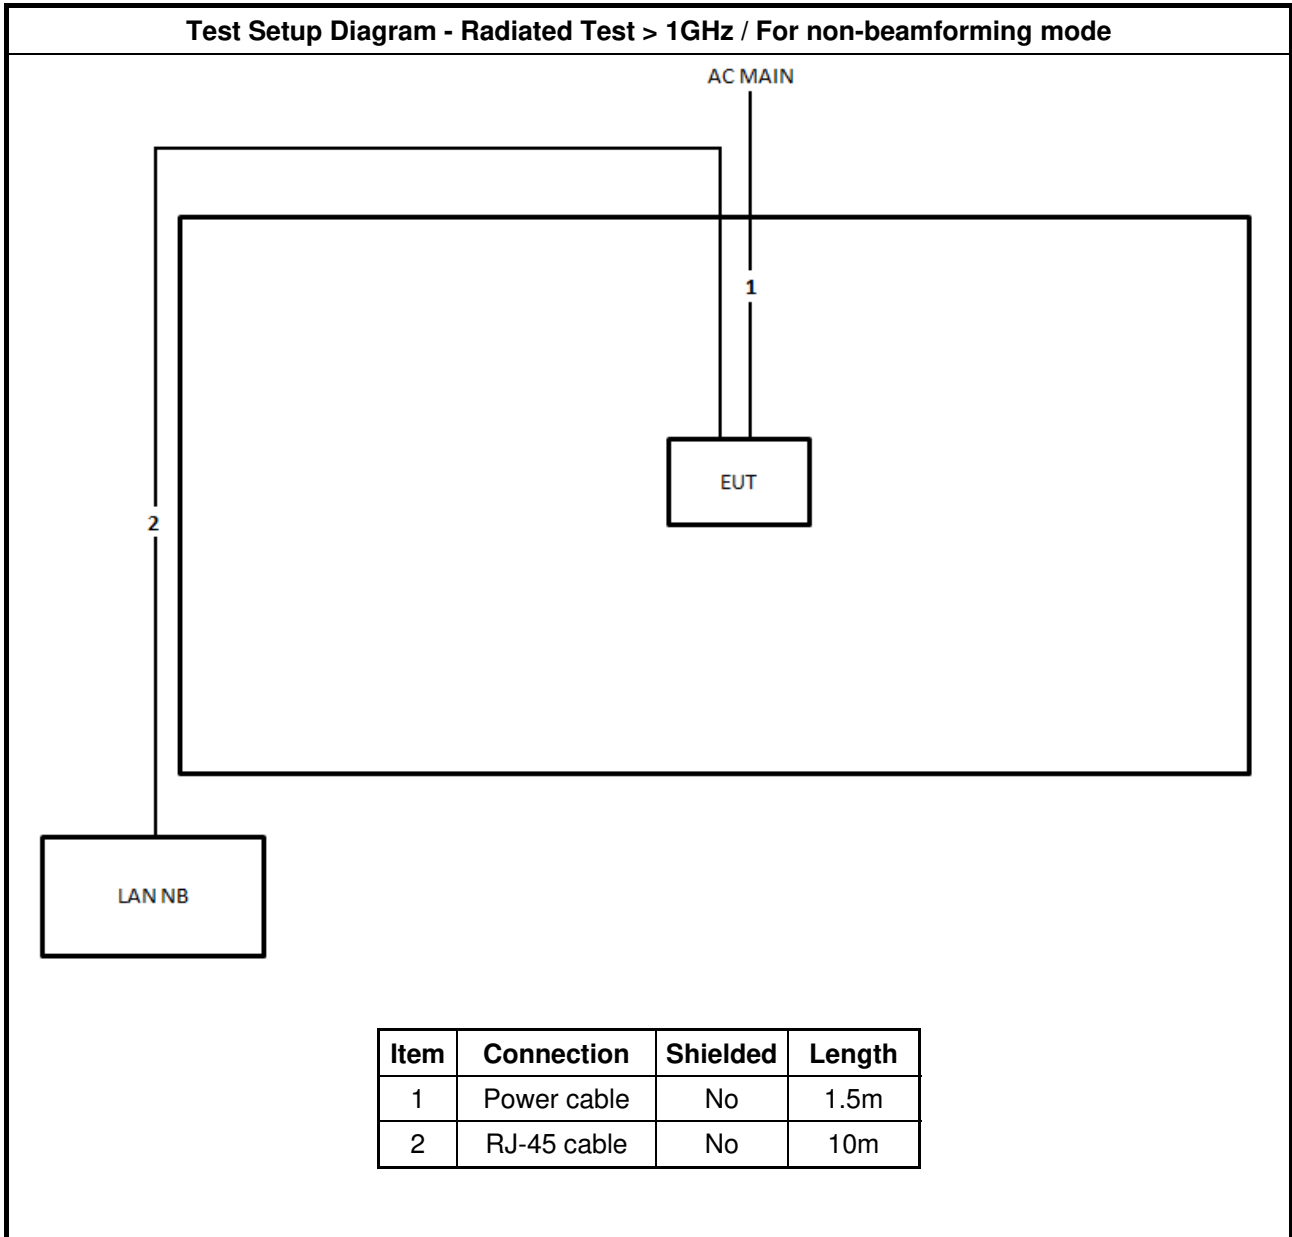 Test Setup Diagram - Radiated Test > 1GHz / For non-beamforming mode
AC MAIN
1
EUT
2
LAN NB
Item Connection Shielded Length
1 Power cable No 1.5m
2 RJ-45 cable No 10m